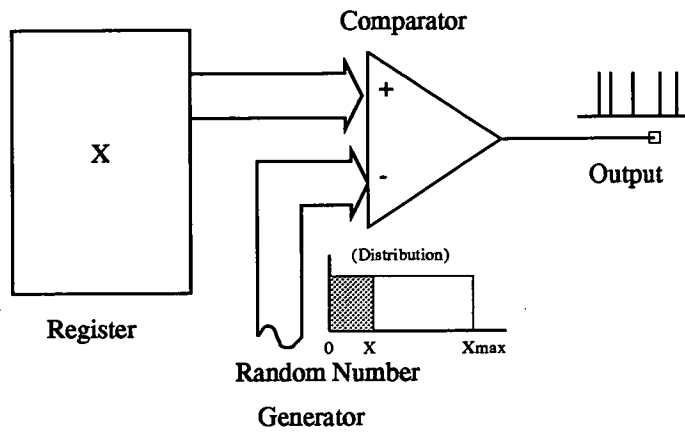 Comparator
+
X
-
Output
(Distribution)
Register
0 X Xmax
Random Number
Generator